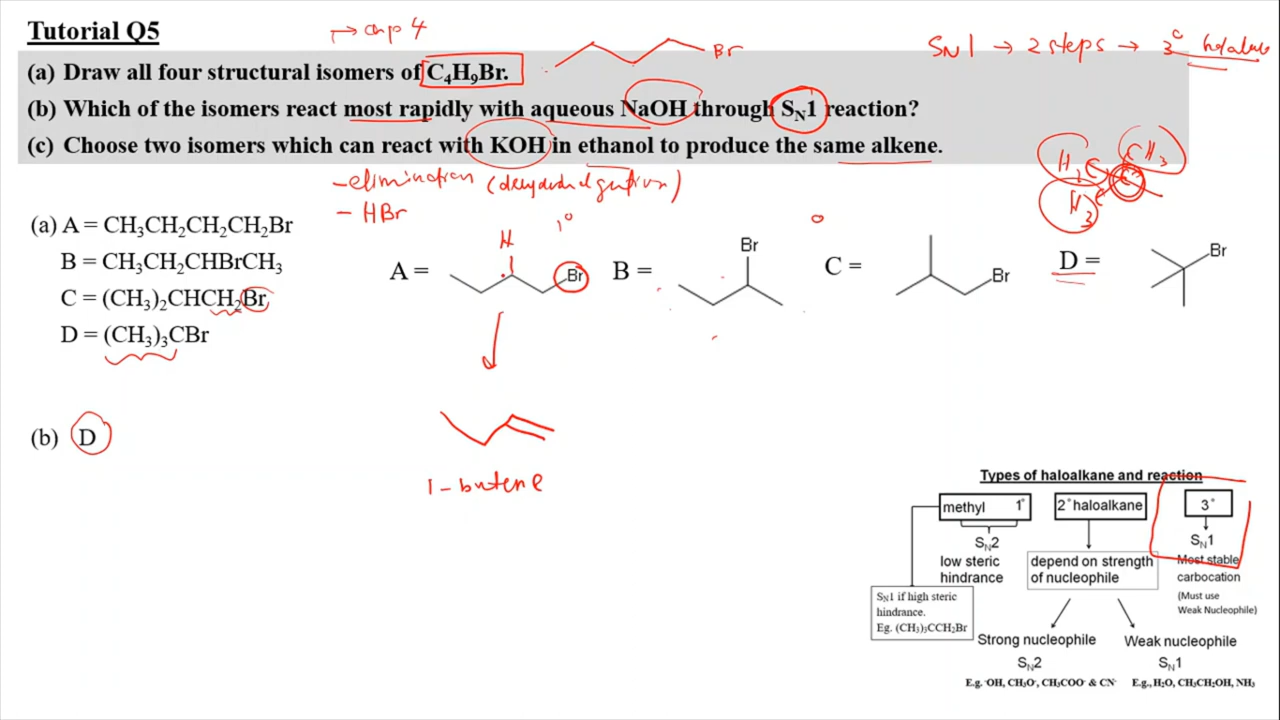 Tutorial Q5
↦ chp 4
Br
SN1 → 2 steps → 3°
(a) Draw all four structural isomers of C₄H₉Br.
(b) Which of the isomers react most rapidly with aqueous NaOH through SN1 reaction?
(c) Choose two isomers which can react with KOH in ethanol to produce the same alkene.
CH3
H3C
- elimination
- HBr
1°
(a) A = CH₃CH₂CH₂CH₂Br
B = CH₃CH₂CHBrCH₃
C = (CH₃)₂CHCH₂Br
D = (CH₃)₃CBr
A =
H
Br
B =
Br
C =
Br
D =
Br
(b) D
1-butene
Types of haloalkane and reaction
methyl 1°
2° haloalkane
3°
SN2
low steric
hindrance
depend on strength
of nucleophile
SN1
Most stable
carbocation
(Must use
Weak Nucleophile)
SN1 if high steric
hindrance.
Eg. (CH₃)₃CCH₂Br
Strong nucleophile
SN2
E.g. ⁻OH, CH₃O⁻, CH₃COO⁻ & CN⁻
Weak nucleophile
SN1
E.g., H₂O, CH₃CH₂OH, NH₃